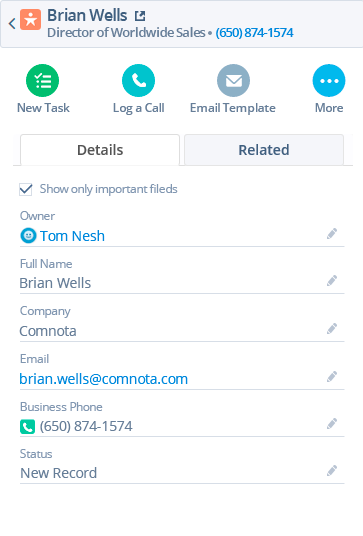 Brian Wells
Director of Worldwide Sales • (650) 874-1574
New Task
Log a Call
Email Template
More
Details
Related
Show only important fileds
Owner
Tom Nesh
Full Name
Brian Wells
Company
Comnota
Email
brian.wells@comnota.com
Business Phone
(650) 874-1574
Status
New Record